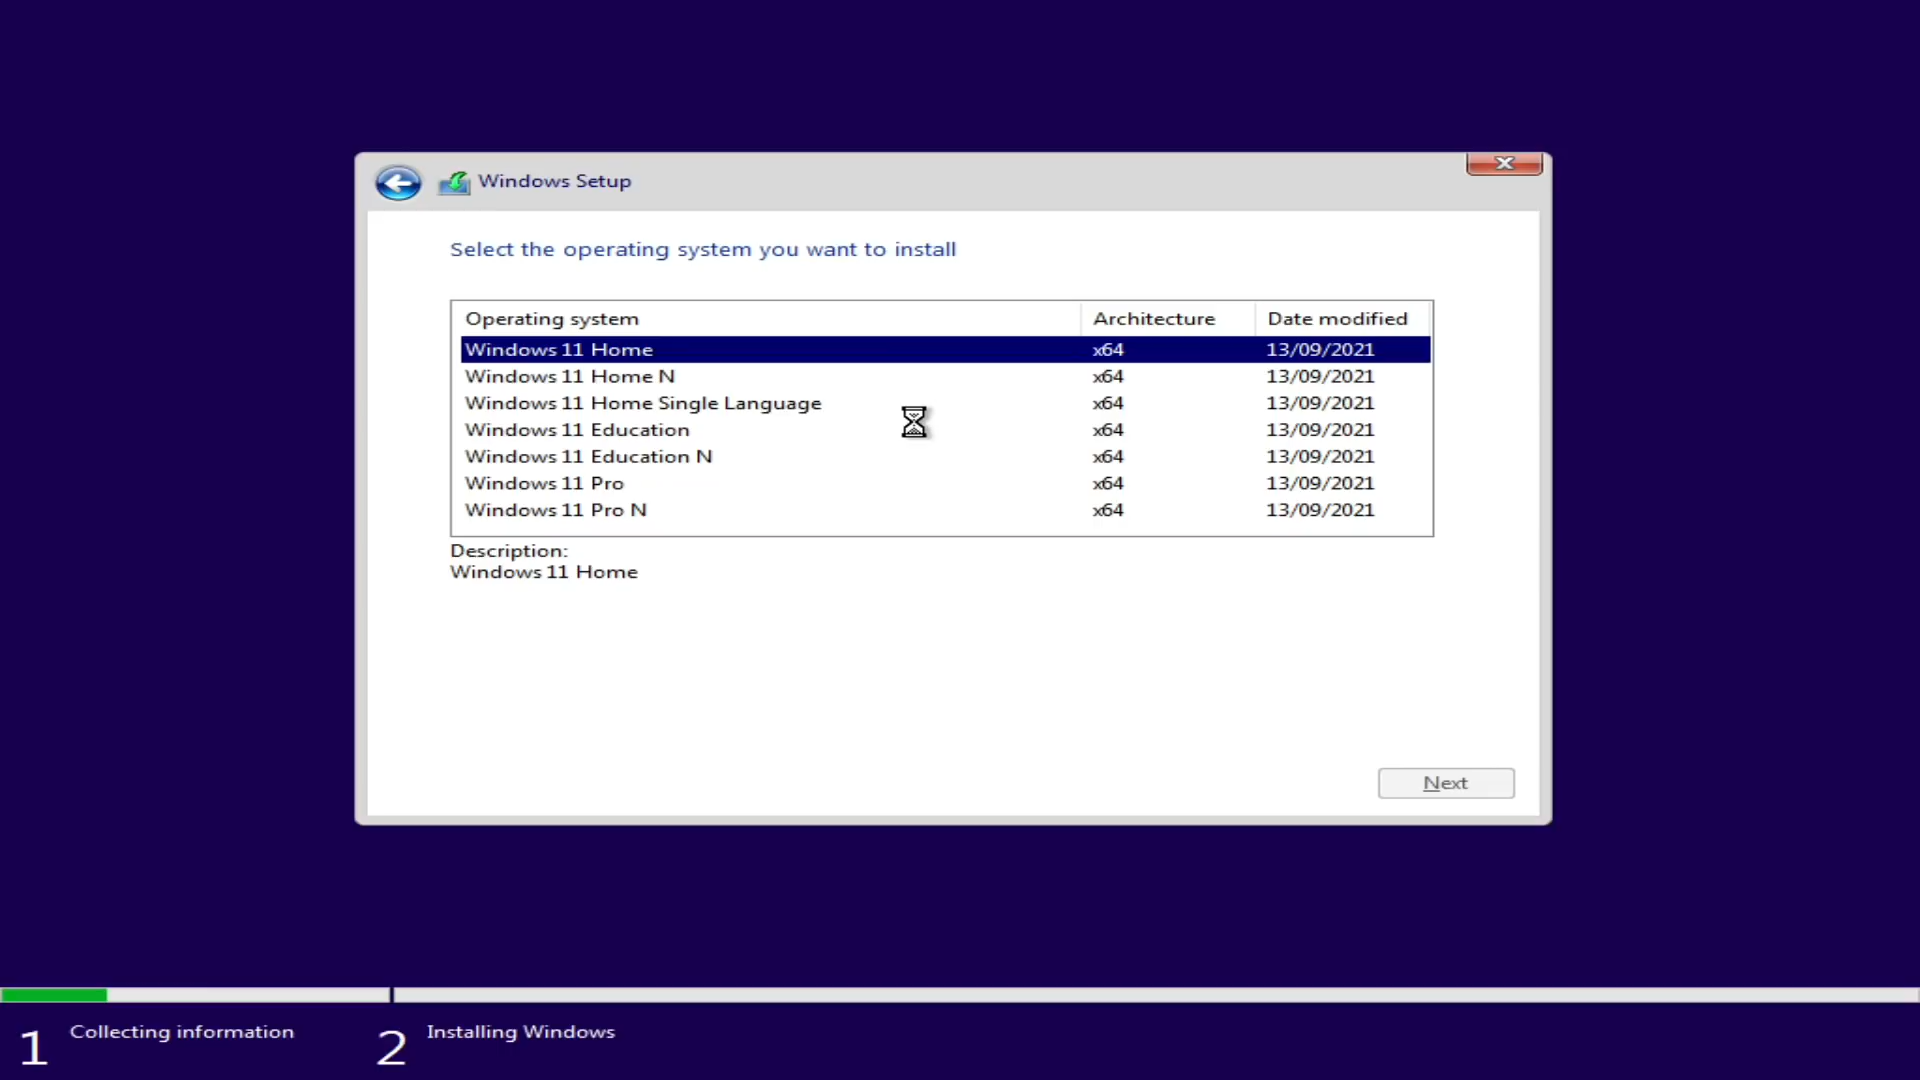 Windows Setup
Select the operating system you want to install
Operating system Architecture Date modified
Windows 11 Home x64 13/09/2021
Windows 11 Home N x64 13/09/2021
Windows 11 Home Single Language x64 13/09/2021
Windows 11 Education x64 13/09/2021
Windows 11 Education N x64 13/09/2021
Windows 11 Pro x64 13/09/2021
Windows 11 Pro N x64 13/09/2021
Description:
Windows 11 Home
Next
1 Collecting information 2 Installing Windows